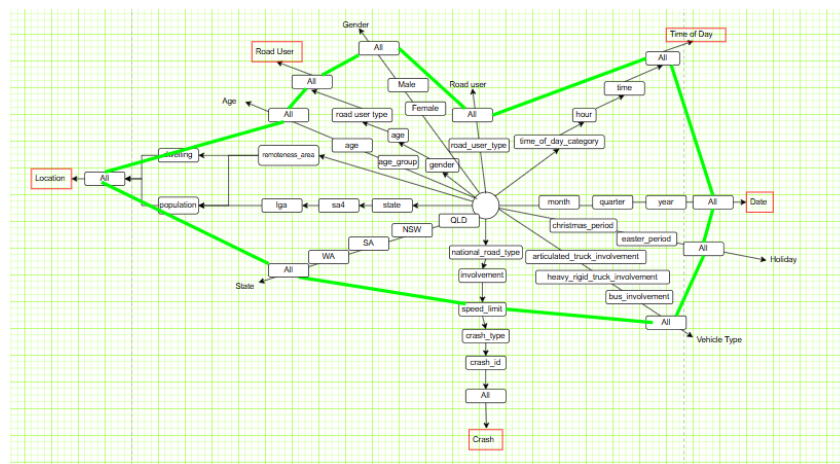 Gender
Time of Day
Road User
All
All
All
Road user
Age
time
Male
Female
hour
All
All
road user type
age
time_of_day_category
road_user_type
age
age_group
gender
dwelling
remoteness_area
Location
All
population
lga
sa4
state
month
quarter
year
All
Date
QLD
NSW
SA
WA
All
State
christmas_period
easter_period
All
Holiday
national_road_type
articulated_truck_involvement
involvement
heavy_rigid_truck_involvement
bus_involvement
speed_limit
All
Vehicle Type
crash_type
crash_id
All
Crash